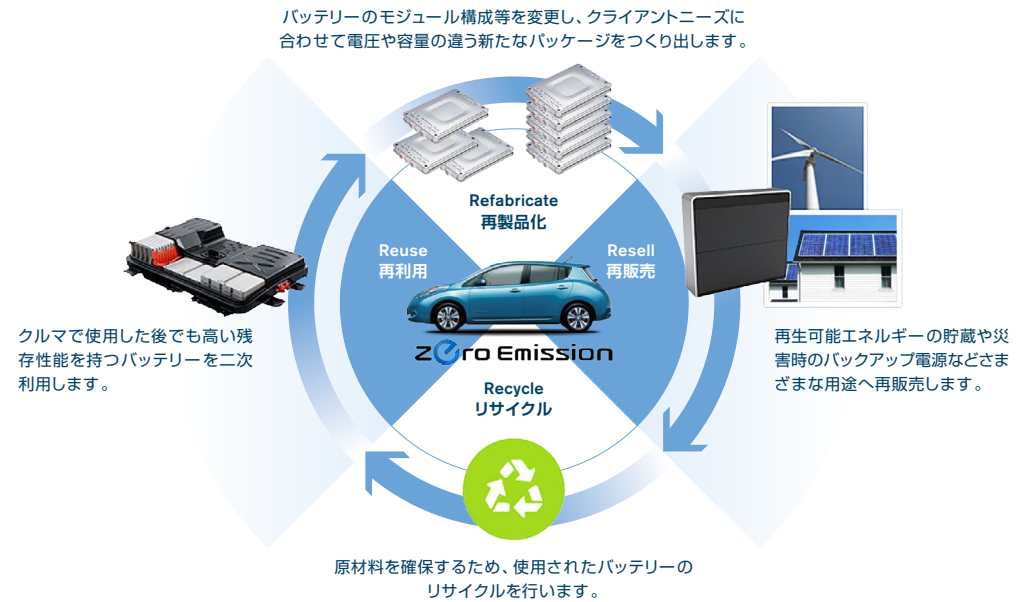 バッテリーのモジュール構成等を変更し、クライアントニーズに
合わせて電圧や容量の違う新たなパッケージをつくり出します。
Refabricate
再製品化
Reuse
再利用
Resell
再販売
zero Emission
クルマで使用した後でも高い残
存性能を持つバッテリーを二次
利用します。
再生可能エネルギーの貯蔵や災
害時のバックアップ電源などさま
ざまな用途へ再販売します。
Recycle
リサイクル
原材料を確保するため、使用されたバッテリーの
リサイクルを行います。